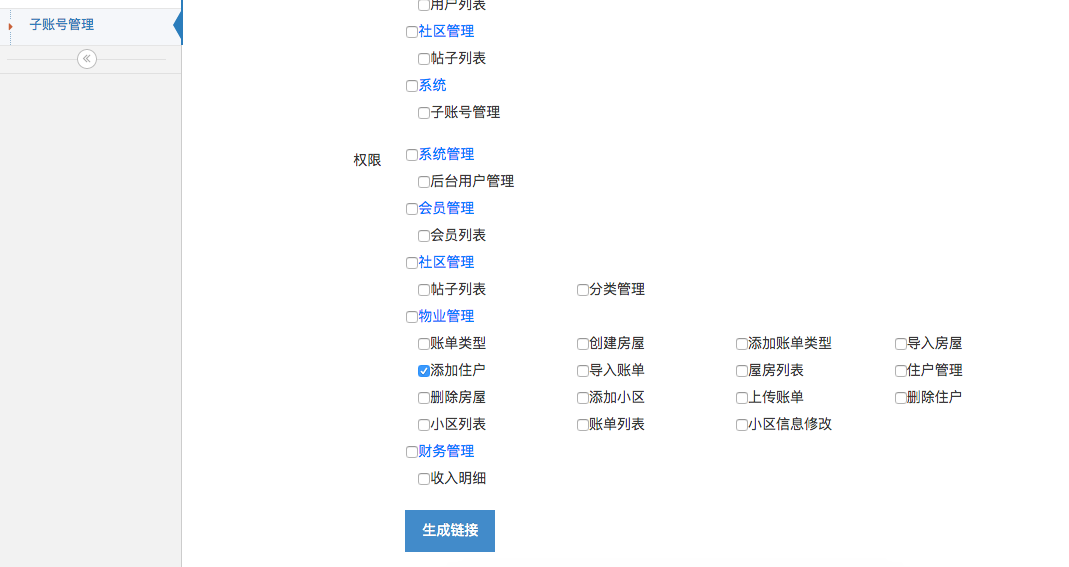 用户列表
子账号管理
社区管理
帖子列表
系统
子账号管理
权限
系统管理
后台用户管理
会员管理
会员列表
社区管理
帖子列表 分类管理
物业管理
账单类型 创建房屋 添加账单类型 导入房屋
添加住户 导入账单 屋房列表 住户管理
删除房屋 添加小区 上传账单 删除住户
小区列表 账单列表 小区信息修改
财务管理
收入明细
生成链接